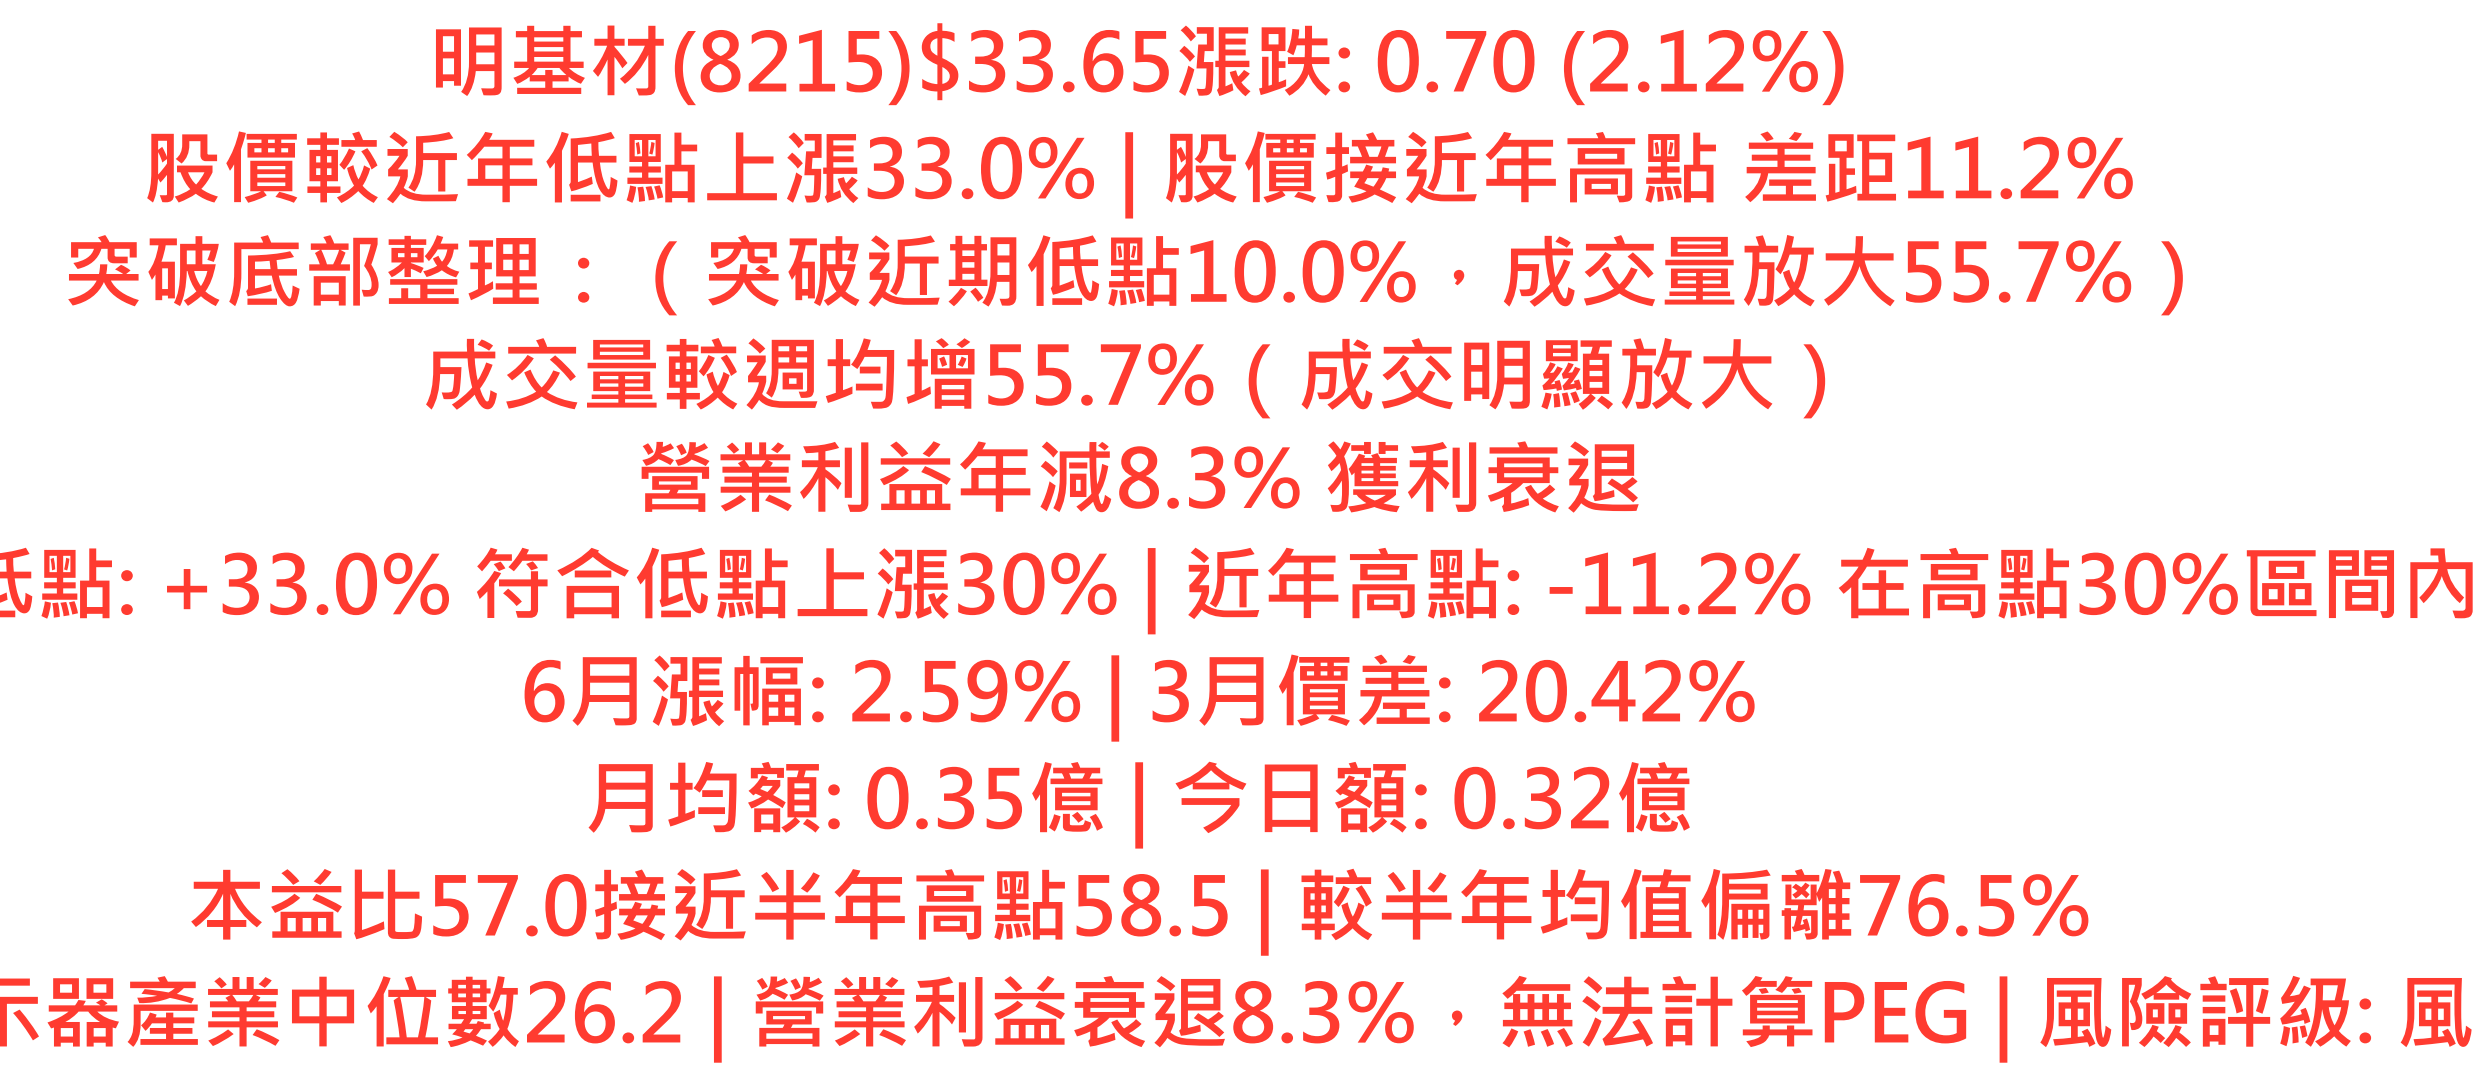 明基材(8215)$33.65漲跌: 0.70 (2.12%)
股價較近年低點上漲33.0% | 股價接近年高點 差距11.2%
突破底部整理：（突破近期低點10.0%，成交量放大55.7%）
成交量較週均增55.7%（成交明顯放大）
營業利益年減8.3% 獲利衰退
低點: +33.0% 符合低點上漲30% | 近年高點: -11.2% 在高點30%區間內
6月漲幅: 2.59% | 3月價差: 20.42%
月均額: 0.35億 | 今日額: 0.32億
本益比57.0接近半年高點58.5 | 較半年均值偏離76.5%
示器產業中位數26.2 | 營業利益衰退8.3%，無法計算PEG | 風險評級: 風